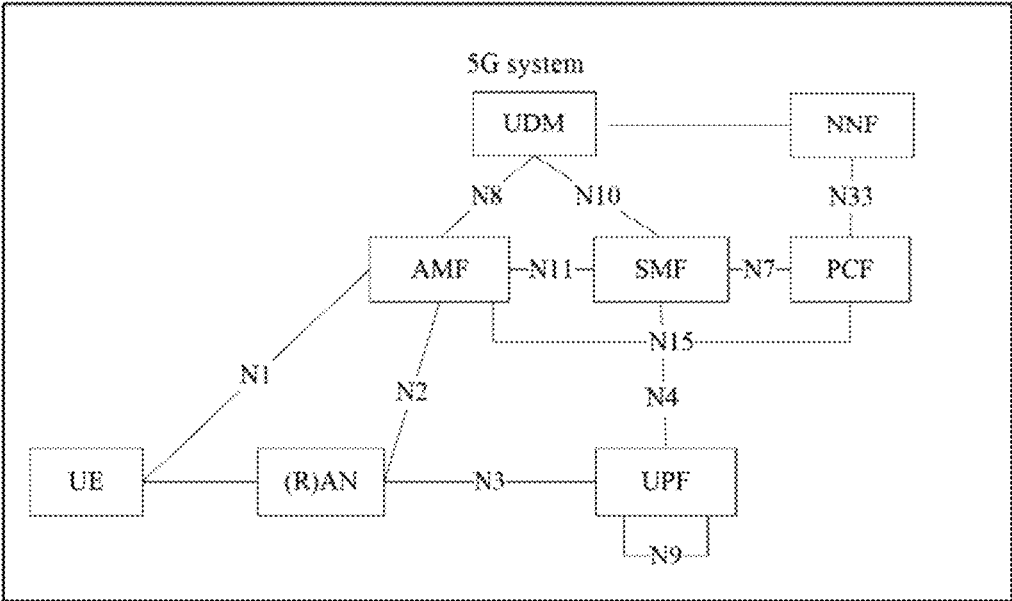 5G system
UDM
NNF
N8
N10
N33
AMF
N11
SMF
N7
PCF
N15
N1
N2
N4
UE
(R)AN
N3
UPF
N9